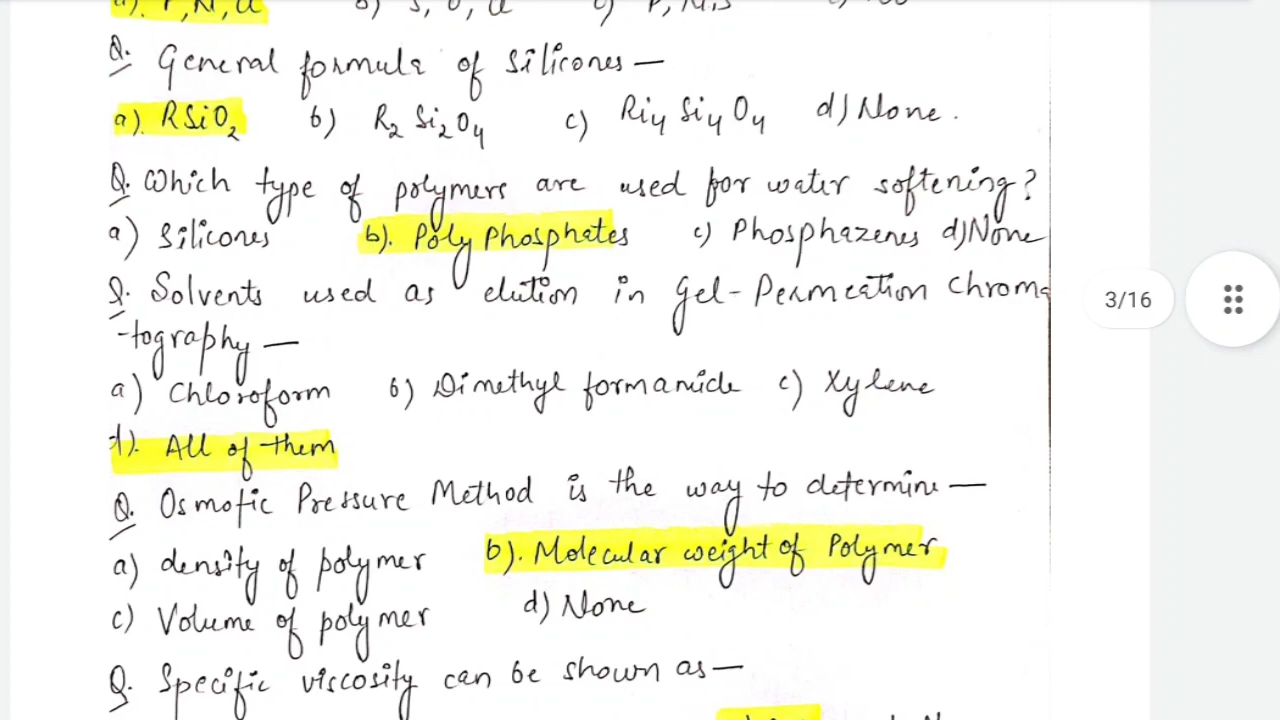 Q. General formula of Silicones —
a). RSiO₂ b) R₂ Si₂O₄ c) Ri₄ Si₄ O₄ d) None.
Q. Which type of polymers are used for water softening?
a) Silicones b). Poly Phosphates c) Phosphazenes d) None
Q. Solvents used as elution in Gel-Permeation Chroma
-tography —
a) Chloroform b) Dimethyl formamide c) Xylene
d). All of them
Q. Osmotic Pressure Method is the way to determine —
a) density of polymer b). Molecular weight of Polymer
c) Volume of polymer d) None
Q. Specific viscosity can be shown as —
3/16